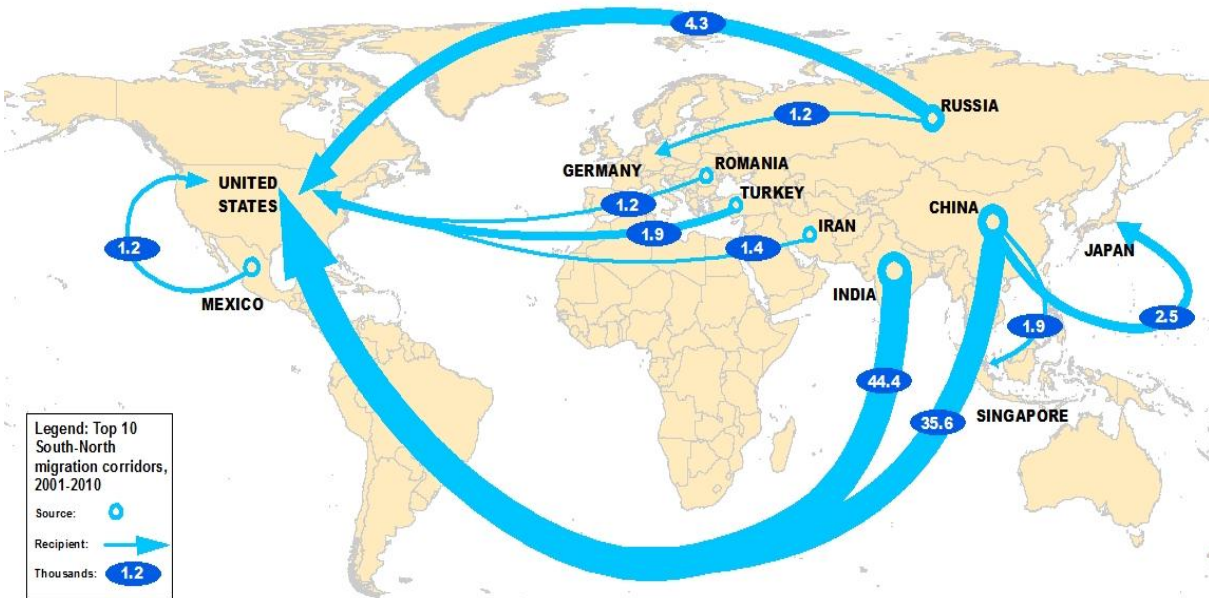 4.3
RUSSIA
1.2
GERMANY
ROMANIA
UNITED
STATES
TURKEY
1.2
CHINA
IRAN
1.9
1.4
1.2
JAPAN
INDIA
MEXICO
2.5
1.9
44.4
35.6
SINGAPORE
Legend: Top 10
South-North
migration corridors,
2001-2010
Source:
Recipient:
Thousands:
1.2